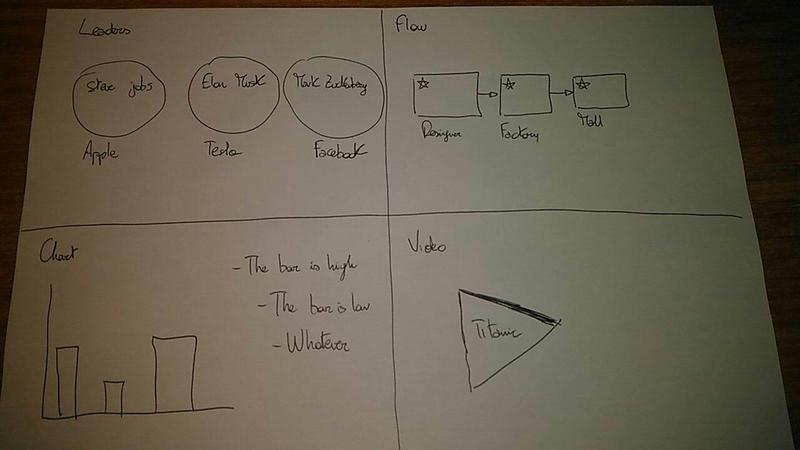 Leaders
Steve jobs
Elon Musk
Mark Zuckerberg
Apple
Tesla
Facebook
Flow
Designer
Factory
Mall
Chart
- The bar is high
- The bar is low
- Whatever
Video
Titanic